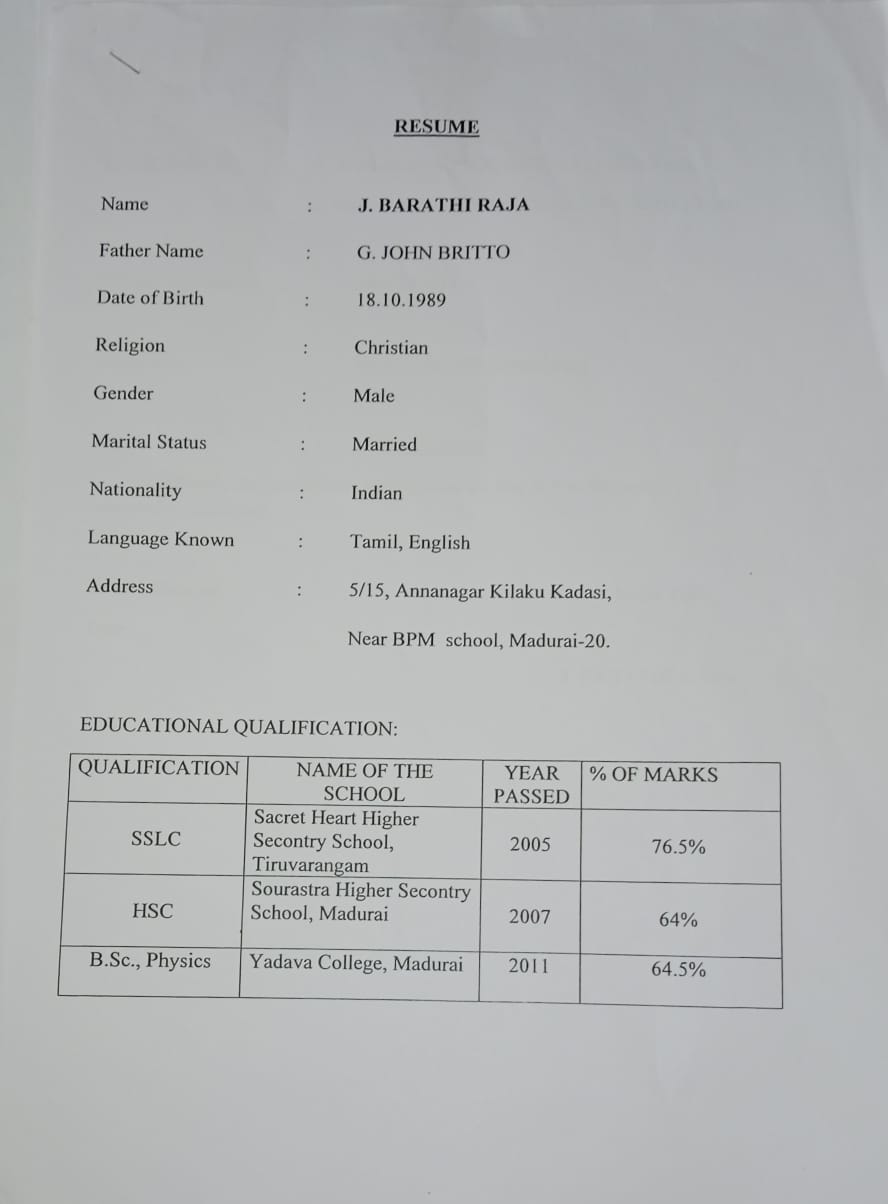 RESUME
Name : J. BARATHI RAJA
Father Name : G. JOHN BRITTO
Date of Birth : 18.10.1989
Religion : Christian
Gender : Male
Marital Status : Married
Nationality : Indian
Language Known : Tamil, English
Address : 5/15, Annanagar Kilaku Kadasi,
Near BPM school, Madurai-20.
EDUCATIONAL QUALIFICATION:
QUALIFICATION NAME OF THE SCHOOL YEAR PASSED % OF MARKS
SSLC Sacret Heart Higher Secontry School, Tiruvarangam 2005 76.5%
HSC Sourastra Higher Secontry School, Madurai 2007 64%
B.Sc., Physics Yadava College, Madurai 2011 64.5%